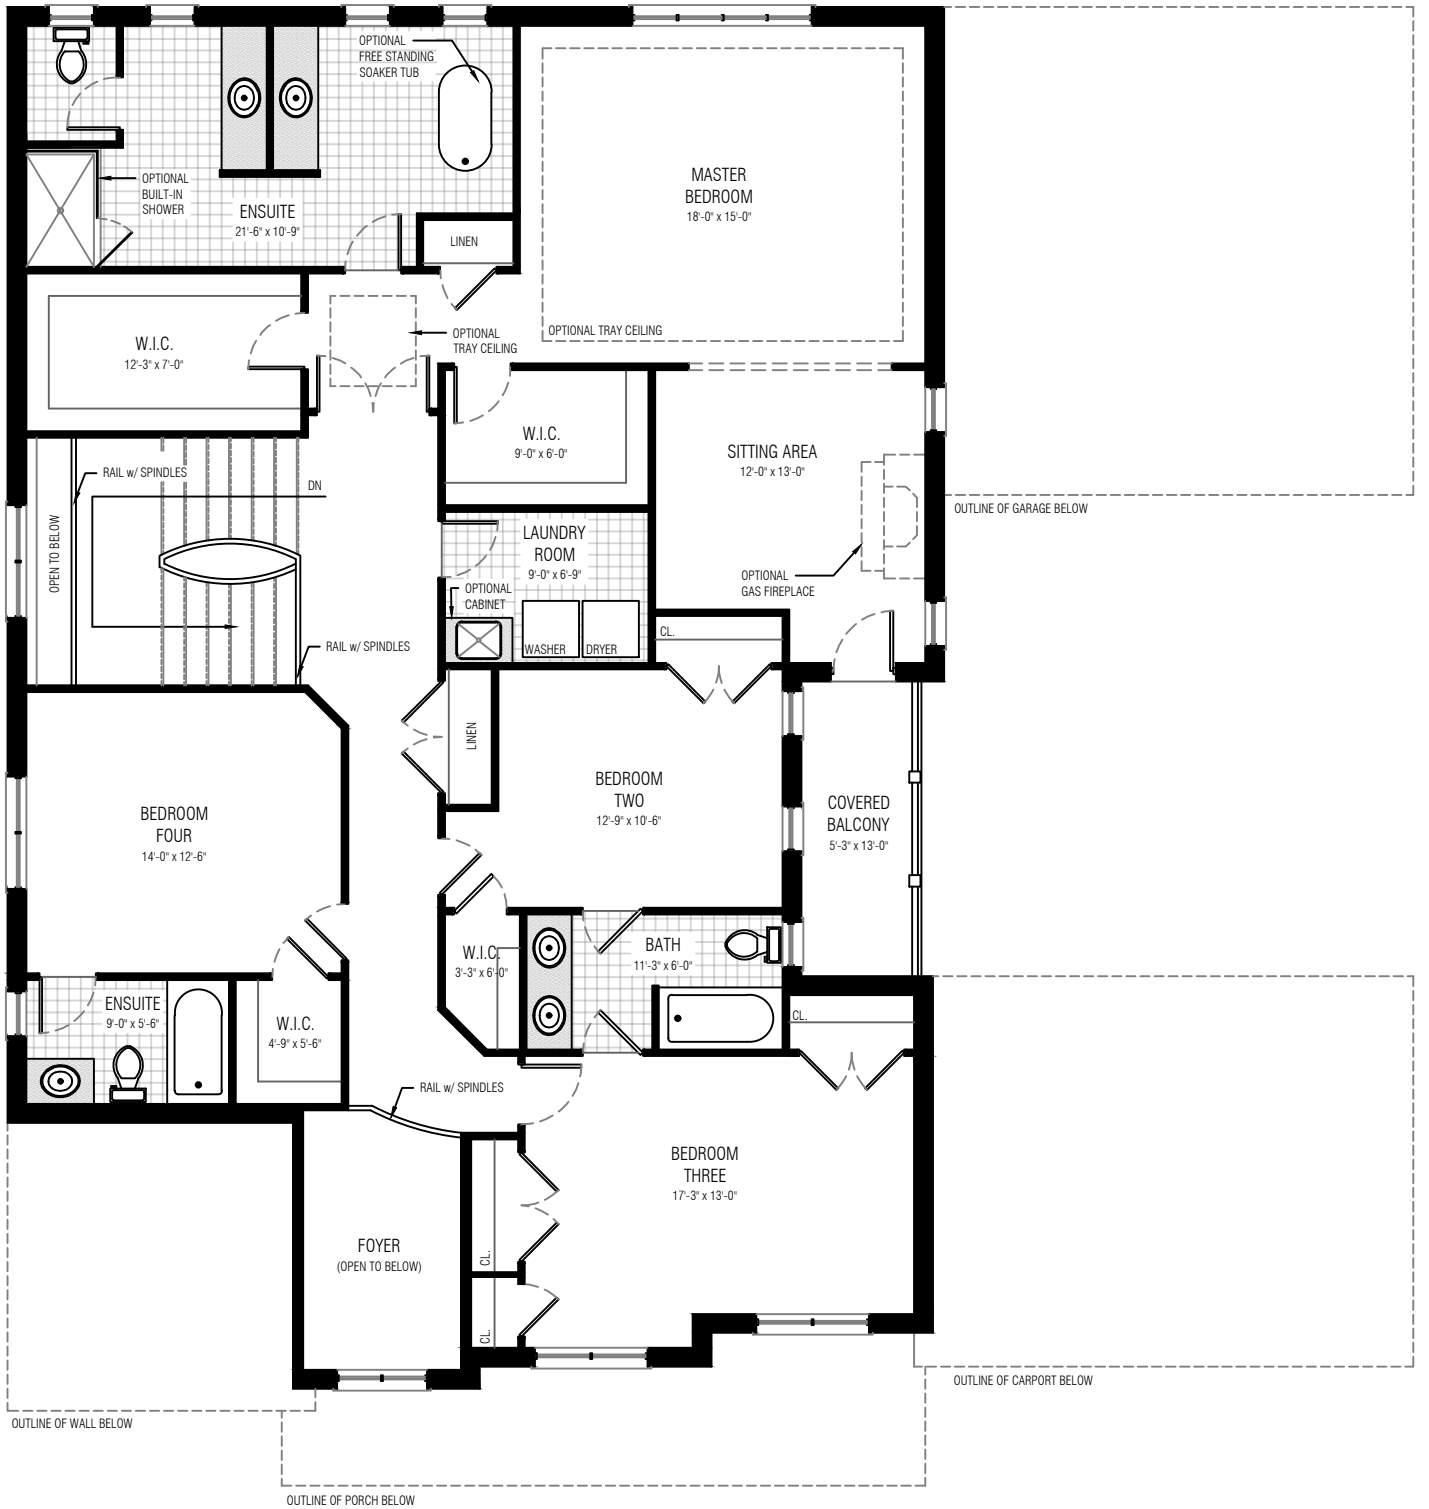 OPTIONAL
FREE STANDING
SOAKER TUB
OPTIONAL
BUILT-IN
SHOWER
ENSUITE
21'-6" x 10'-9"
LINEN
MASTER
BEDROOM
18'-0" x 15'-0"
OPTIONAL TRAY CEILING
OPTIONAL
TRAY CEILING
W.I.C.
12'-3" x 7'-0"
W.I.C.
9'-0" x 6'-0"
SITTING AREA
12'-0" x 13'-0"
RAIL w/ SPINDLES
DN
OPEN TO BELOW
OUTLINE OF GARAGE BELOW
LAUNDRY
ROOM
9'-0" x 6'-9"
OPTIONAL
CABINET
WASHER
DRYER
OPTIONAL
GAS FIREPLACE
CL.
RAIL w/ SPINDLES
LINEN
BEDROOM
TWO
12'-9" x 10'-6"
COVERED
BALCONY
5'-3" x 13'-0"
BEDROOM
FOUR
14'-0" x 12'-6"
W.I.C.
3'-3" x 6'-0"
BATH
11'-3" x 6'-0"
ENSUITE
9'-0" x 5'-6"
W.I.C.
4'-9" x 5'-6"
CL.
RAIL w/ SPINDLES
BEDROOM
THREE
17'-3" x 13'-0"
FOYER
(OPEN TO BELOW)
CL.
CL.
OUTLINE OF CARPORT BELOW
OUTLINE OF WALL BELOW
OUTLINE OF PORCH BELOW